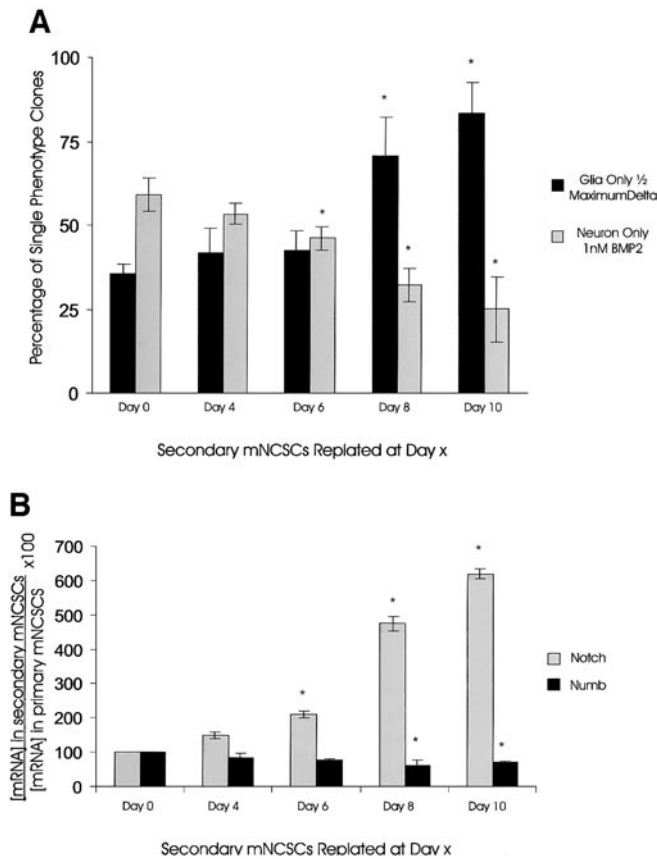 A
Percentage of Single Phenotype Clones
100
75
50
25
0
* * * * *
Day 0 Day 4 Day 6 Day 8 Day 10
Secondary mNCSCs Replated at Day x
Glia Only ½
MaximumDelta
Neuron Only
1nM BMP2
B
[mRNA] in secondary mNCSCs
[mRNA] in primary mNCSCS
x100
700
600
500
400
300
200
100
0
* * * * *
Day 0 Day 4 Day 6 Day 8 Day 10
Secondary mNCSCs Replated at Day x
Notch
Numb